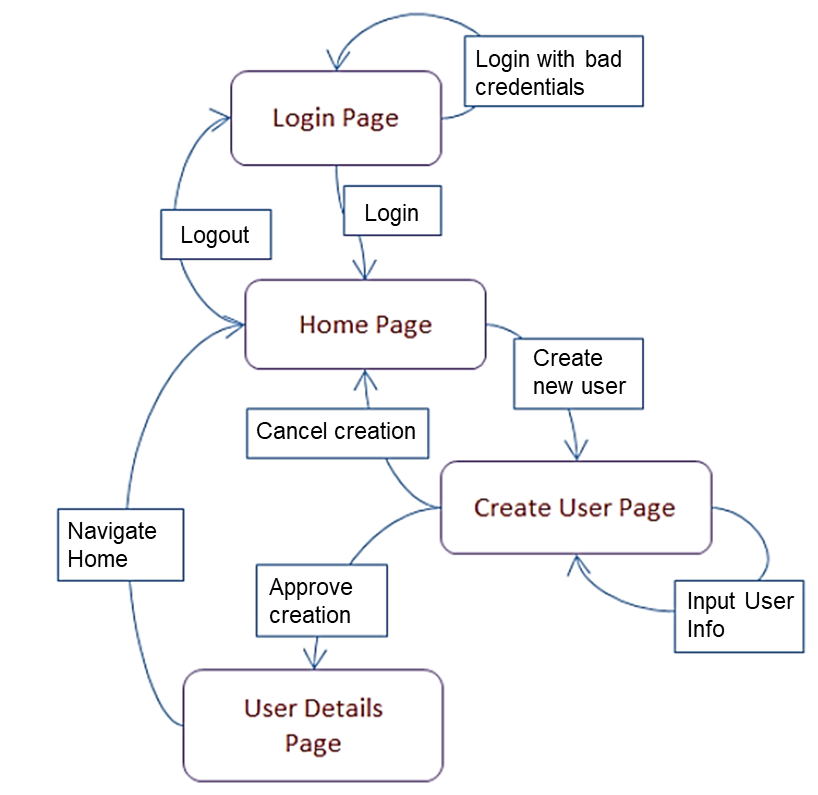 Login with bad
credentials
Login Page
Login
Logout
Home Page
Create
new user
Cancel creation
Create User Page
Navigate
Home
Approve
creation
Input User
Info
User Details
Page